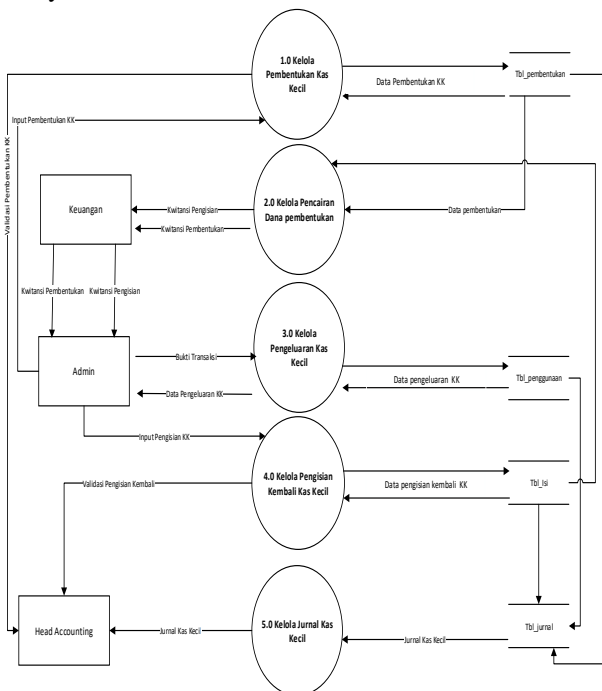 1.0 Kelola
Pembentukan Kas
Kecil
Data Pembentukan KK
Tbl_pembentukan
Input Pembentukan KK
Validasi Pembentukan KK
Keuangan
Kwitansi Pengisian
Kwitansi Pembentukan
2.0 Kelola Pencairan
Dana pembentukan
Data pembentukan
Kwitansi Pembentukan
Kwitansi Pengisian
Admin
Bukti Transaksi
Data Pengeluaran KK
3.0 Kelola
Pengeluaran Kas
Kecil
Data pengeluaran KK
Tbl_penggunaan
Input Pengisian KK
Validasi Pengisian Kembali
4.0 Kelola Pengisian
Kembali Kas Kecil
Data pengisian kembali KK
Tbl_Isi
Head Accounting
Jurnal Kas Kecil
5.0 Kelola Jurnal Kas
Kecil
Jurnal Kas Kecil
Tbl_jurnal